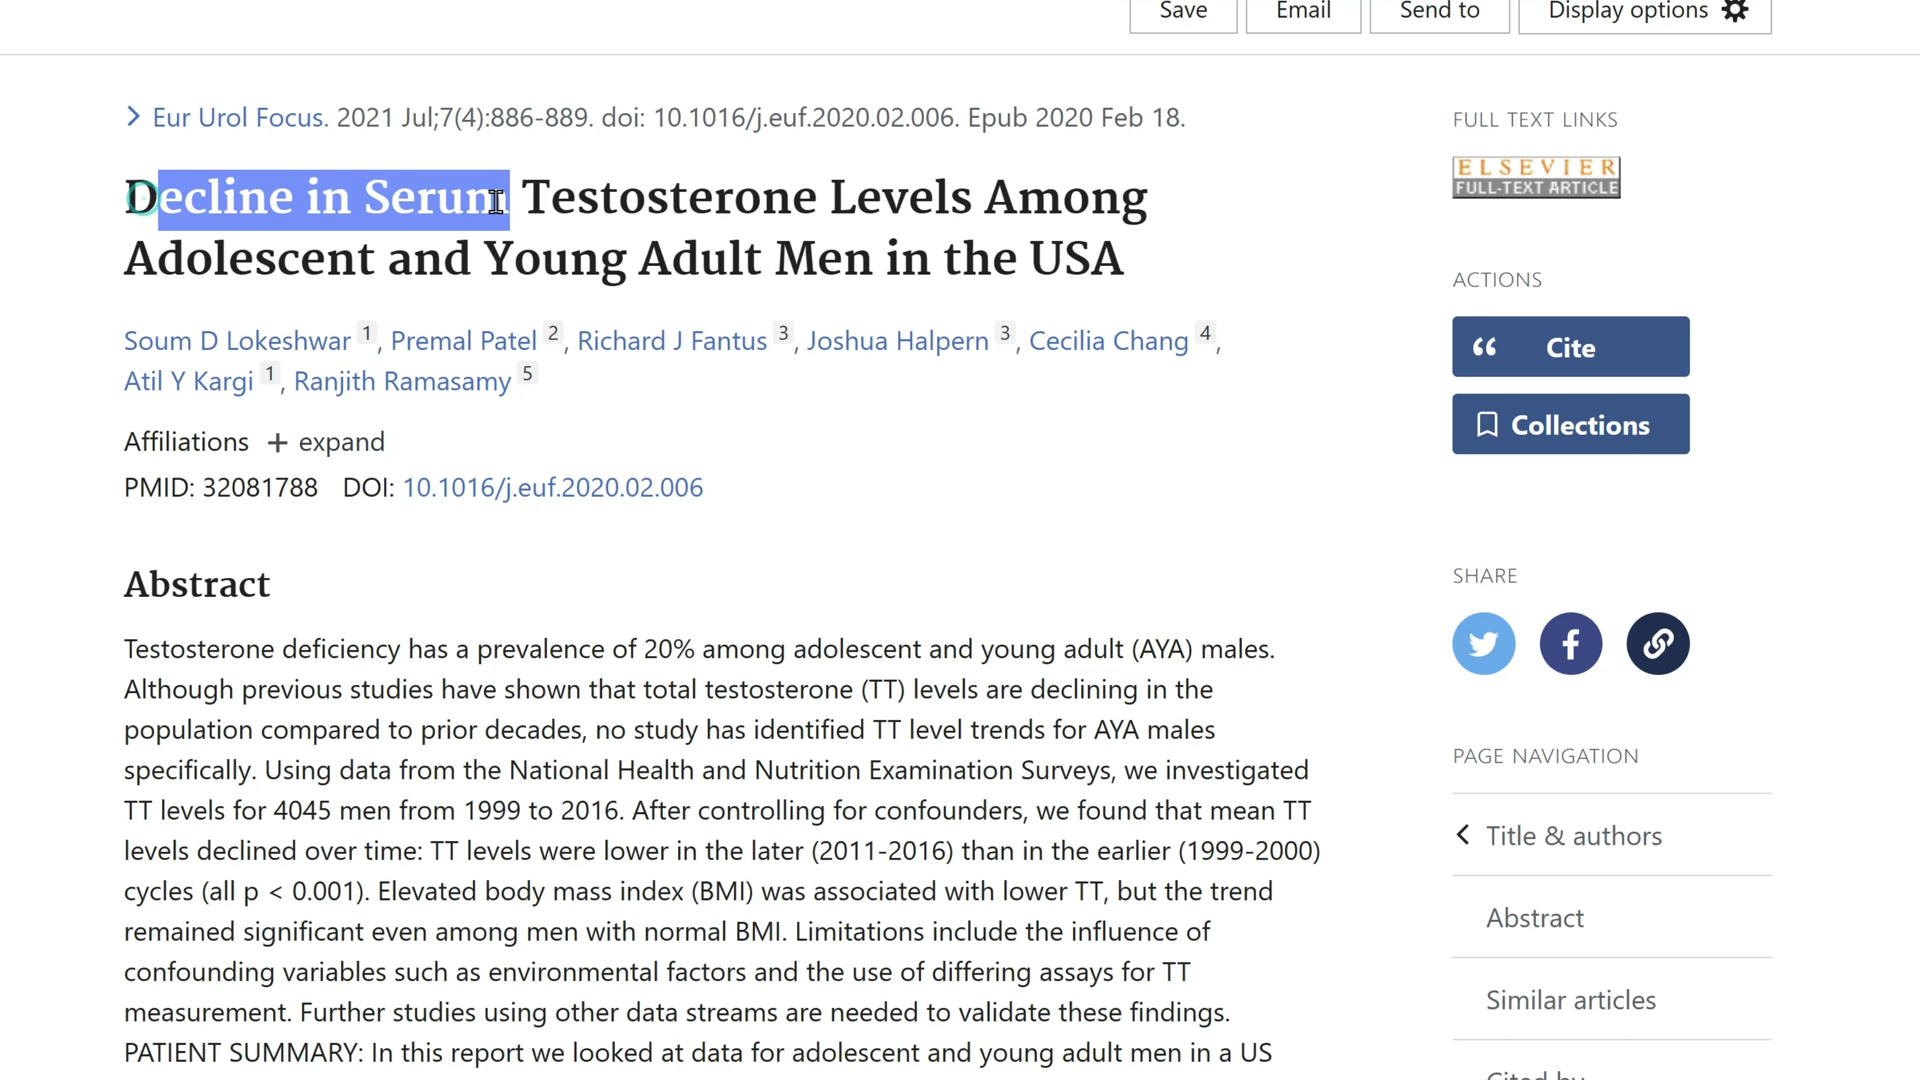 Save Email Send to Display options
Eur Urol Focus. 2021 Jul;7(4):886-889. doi: 10.1016/j.euf.2020.02.006. Epub 2020 Feb 18.
Decline in Serum Testosterone Levels Among
Adolescent and Young Adult Men in the USA
Soum D Lokeshwar 1, Premal Patel 2, Richard J Fantus 3, Joshua Halpern 3, Cecilia Chang 4,
Atil Y Kargi 1, Ranjith Ramasamy 5
Affiliations + expand
PMID: 32081788 DOI: 10.1016/j.euf.2020.02.006
Abstract
Testosterone deficiency has a prevalence of 20% among adolescent and young adult (AYA) males.
Although previous studies have shown that total testosterone (TT) levels are declining in the
population compared to prior decades, no study has identified TT level trends for AYA males
specifically. Using data from the National Health and Nutrition Examination Surveys, we investigated
TT levels for 4045 men from 1999 to 2016. After controlling for confounders, we found that mean TT
levels declined over time: TT levels were lower in the later (2011-2016) than in the earlier (1999-2000)
cycles (all p < 0.001). Elevated body mass index (BMI) was associated with lower TT, but the trend
remained significant even among men with normal BMI. Limitations include the influence of
confounding variables such as environmental factors and the use of differing assays for TT
measurement. Further studies using other data streams are needed to validate these findings.
PATIENT SUMMARY: In this report we looked at data for adolescent and young adult men in a US
FULL TEXT LINKS
ELSEVIER
FULL-TEXT ARTICLE
ACTIONS
Cite
Collections
SHARE
PAGE NAVIGATION
Title & authors
Abstract
Similar articles
Cited by